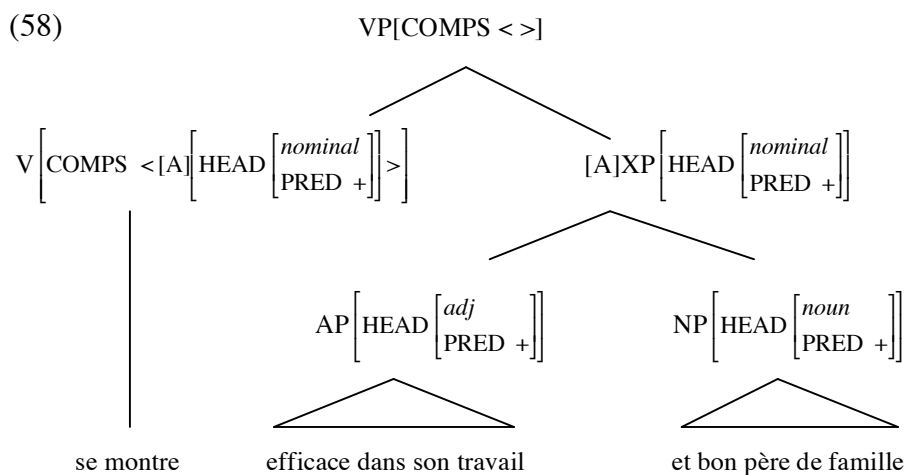 (58) VP[COMPS < >]
V[COMPS <[A][HEAD [nominal PRED +]]>] [A]XP[HEAD [nominal PRED +]]
AP[HEAD [adj PRED +]] NP[HEAD [noun PRED +]]
se montre efficace dans son travail et bon père de famille